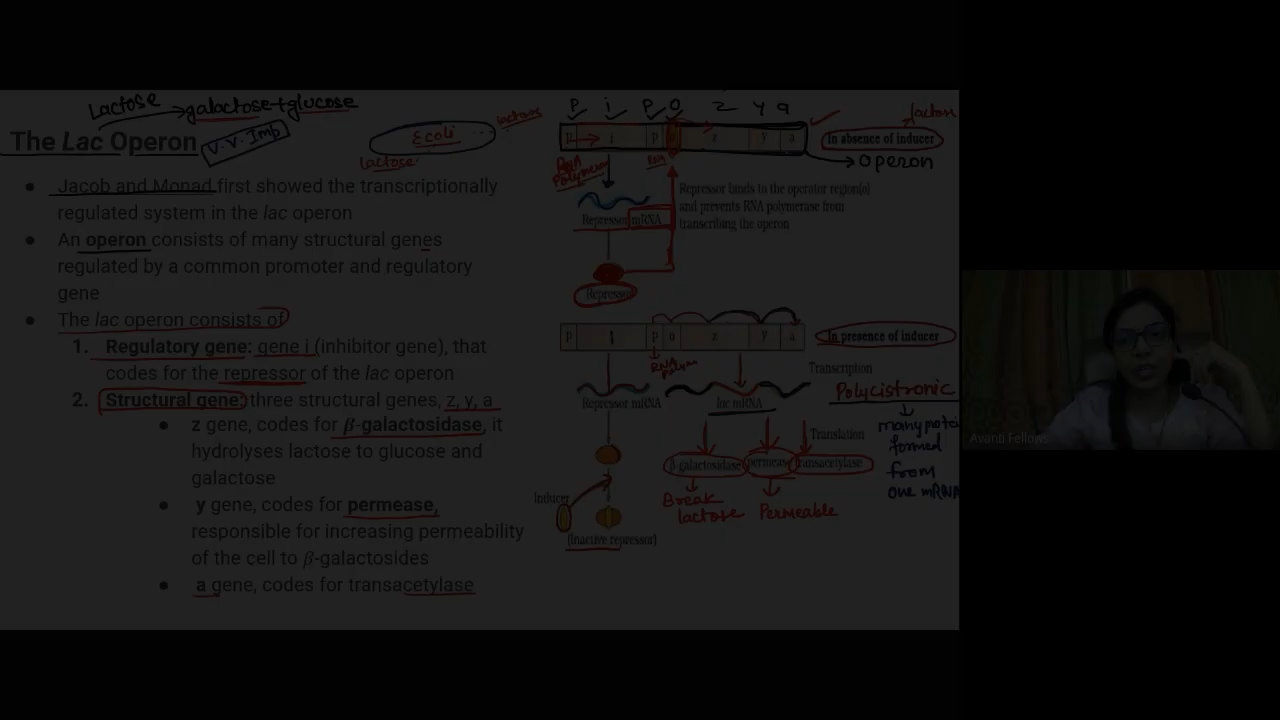 Lactose → galactose + glucose
The Lac Operon
V.V. Imp
Ecoli
lactose
Jacob and Monad first showed the transcriptionally
regulated system in the lac operon
An operon consists of many structural genes
regulated by a common promoter and regulatory
gene
The lac operon consists of
1. Regulatory gene: gene i (inhibitor gene), that
codes for the repressor of the lac operon
2. Structural gene: three structural genes, z, y, a
z gene, codes for β-galactosidase, it
hydrolyses lactose to glucose and
galactose
y gene, codes for permease,
responsible for increasing permeability
of the cell to β-galactosides
a gene, codes for transacetylase
P i P O Z Y a
p i p z y a
In absence of inducer
Operon
RNA
Polymerase
Repressor binds to the operator region(o)
and prevents RNA polymerase from
transcribing the operon
Repressor mRNA
Repressor
p i p o z y a
In presence of inducer
RNA
Polym
Transcription
Repressor mRNA
lac mRNA
Polycistronic
Translation
many
formed
from
one mRNA
β-galactosidase permease transacetylase
Break
lactose
Permeable
Inducer
(Inactive repressor)
Avanti Fellows